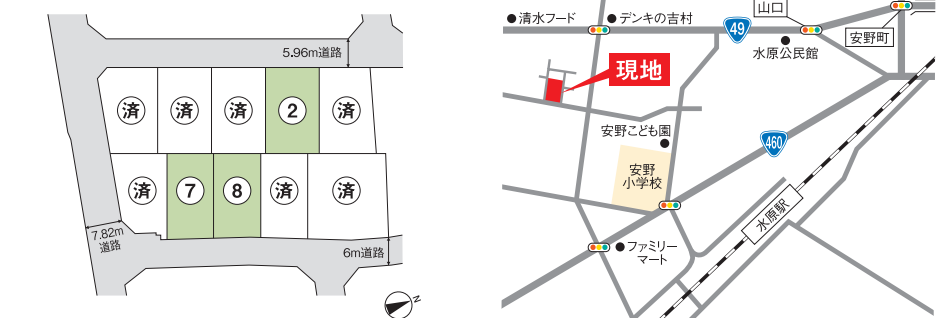 5.96m道路
済
済
済
2
済
済
7
8
済
済
7.82m
道路
6m道路
N
清水フード
デンキの吉村
49
山口
水原公民館
安野町
現地
安野こども園
460
安野
小学校
水原駅
ファミリー
マート